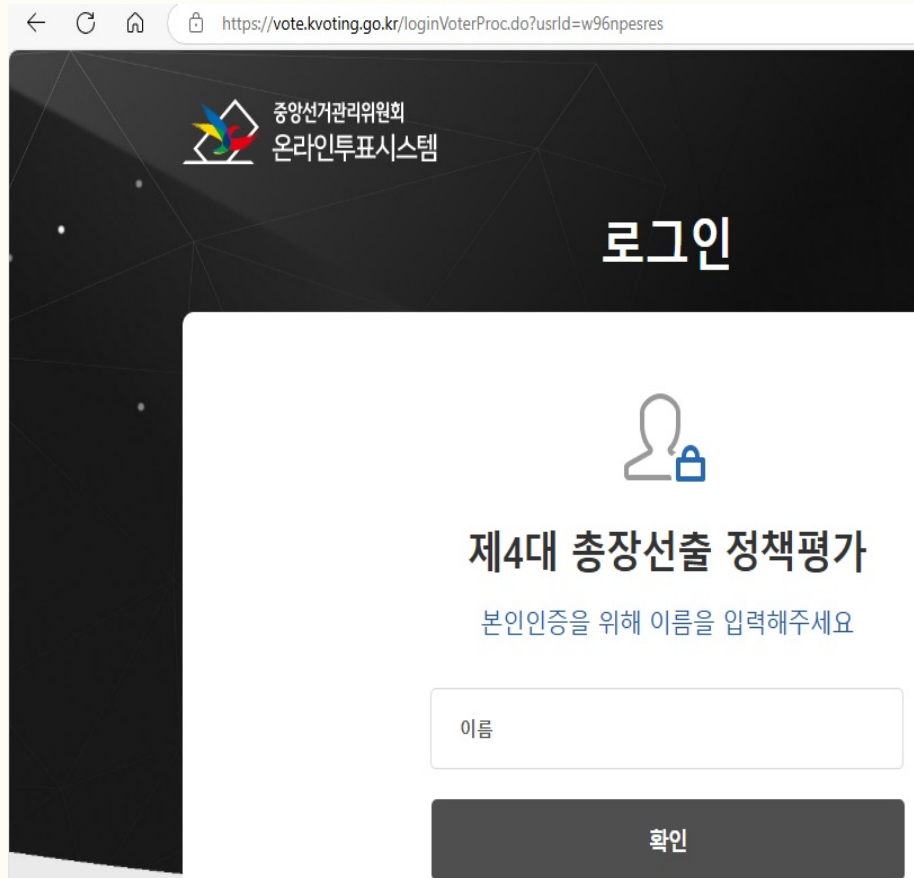 https://vote.kvoting.go.kr/loginVoterProc.do?usrId=w96npesres
중앙선거관리위원회
온라인투표시스템
로그인
제4대 총장선출 정책평가
본인인증을 위해 이름을 입력해주세요
이름
확인